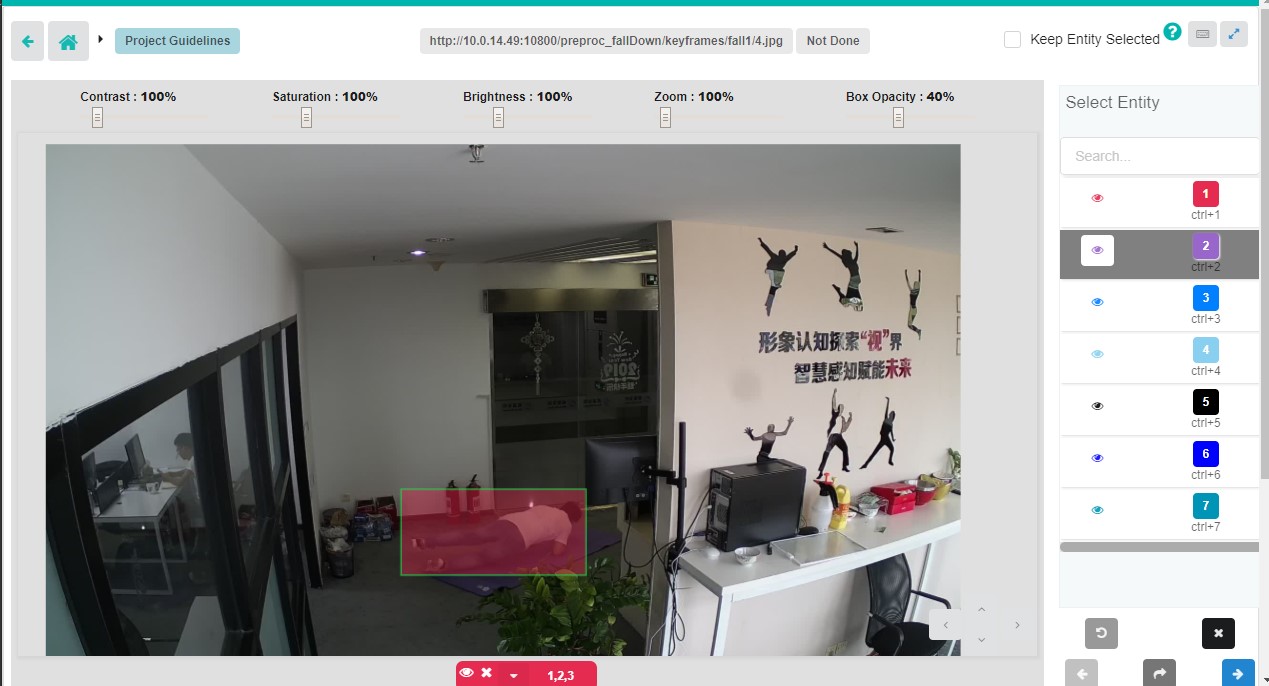 Project Guidelines
http://10.0.14.49:10800/preproc_fallDown/keyframes/fall1/4.jpg
Not Done
Keep Entity Selected
?
Contrast : 100%
Saturation : 100%
Brightness : 100%
Zoom : 100%
Box Opacity : 40%
Select Entity
Search...
1
ctrl+1
2
ctrl+2
3
ctrl+3
4
ctrl+4
5
ctrl+5
6
ctrl+6
7
ctrl+7
形象认知探索“视”界
智慧感知赋能未来
2019
1,2,3